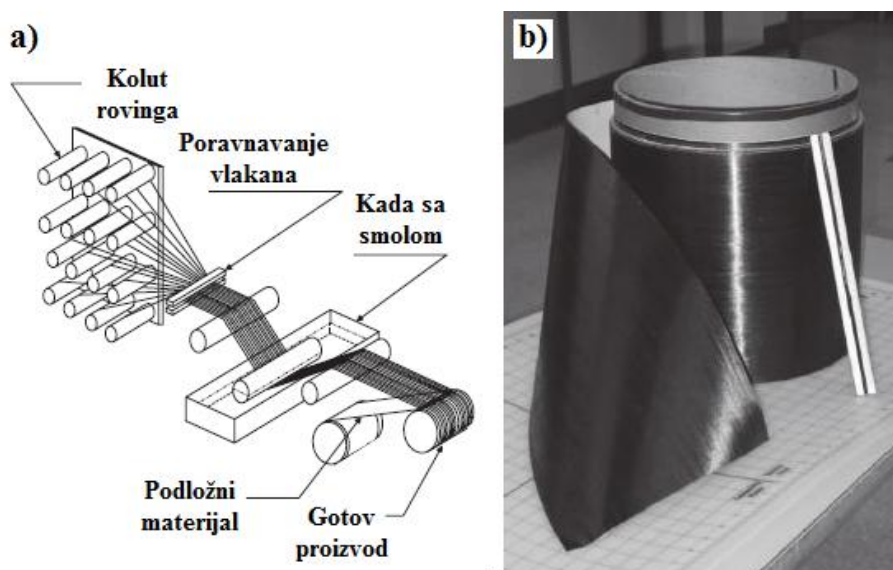 a)
Kolut
rovinga
Poravnavanje
vlakana
Kada sa
smolom
Podložni
materijal
Gotov
proizvod
b)